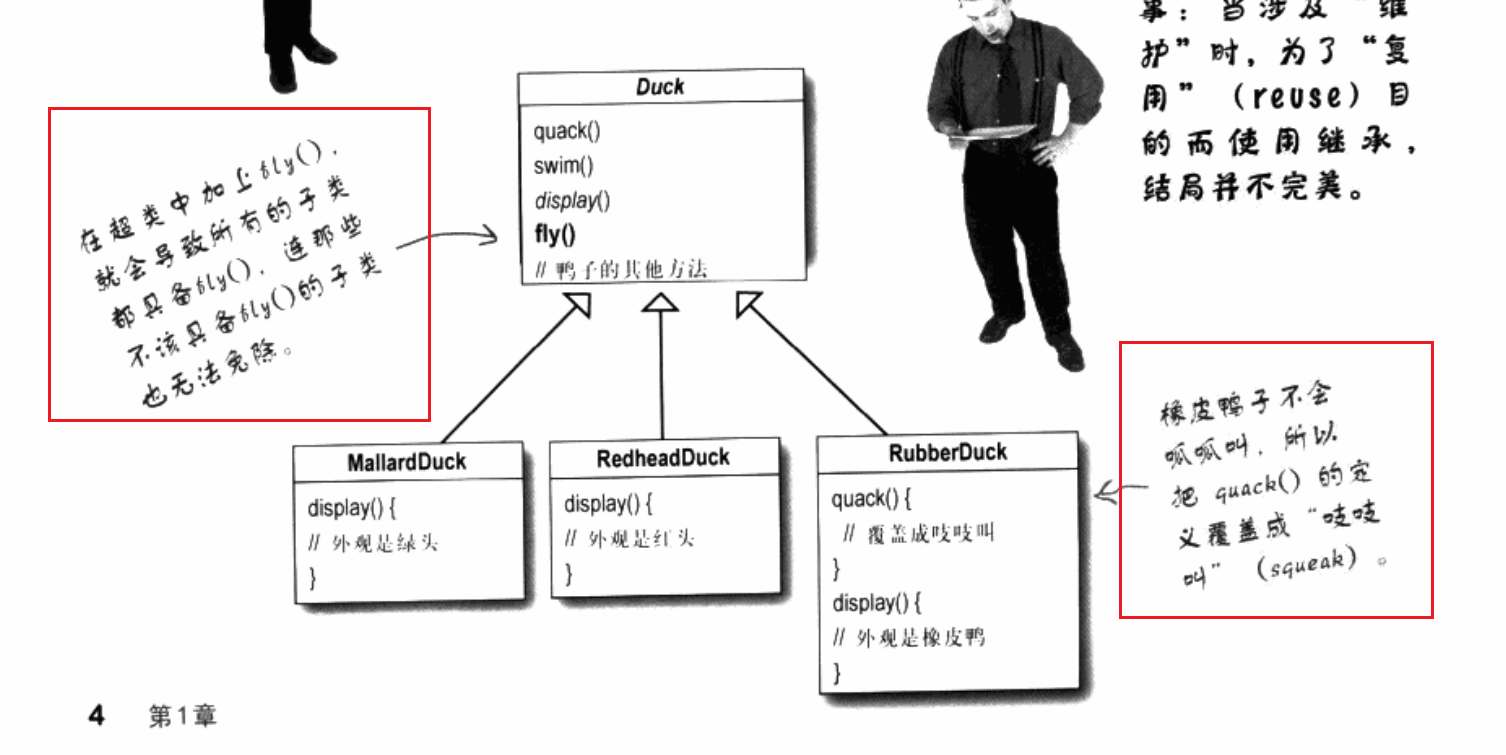 事：当涉及“维
护”时，为了“复
用”（reuse）目
的而使用继承，
结局并不完美。
Duck
quack()
swim()
display()
fly()
// 鸭子的其他方法
在超类中加上fly()，
就会导致所有的子类
都具备fly()，连那些
不该具备fly()的子类
也无法免除。
MallardDuck
display() {
// 外观是绿头
}
RedheadDuck
display() {
// 外观是红头
}
RubberDuck
quack() {
// 覆盖成吱吱叫
}
display() {
// 外观是橡皮鸭
}
橡皮鸭子不会
呱呱叫，所以
把 quack() 的定
义覆盖成“吱吱
叫”（squeak）。
4 第1章